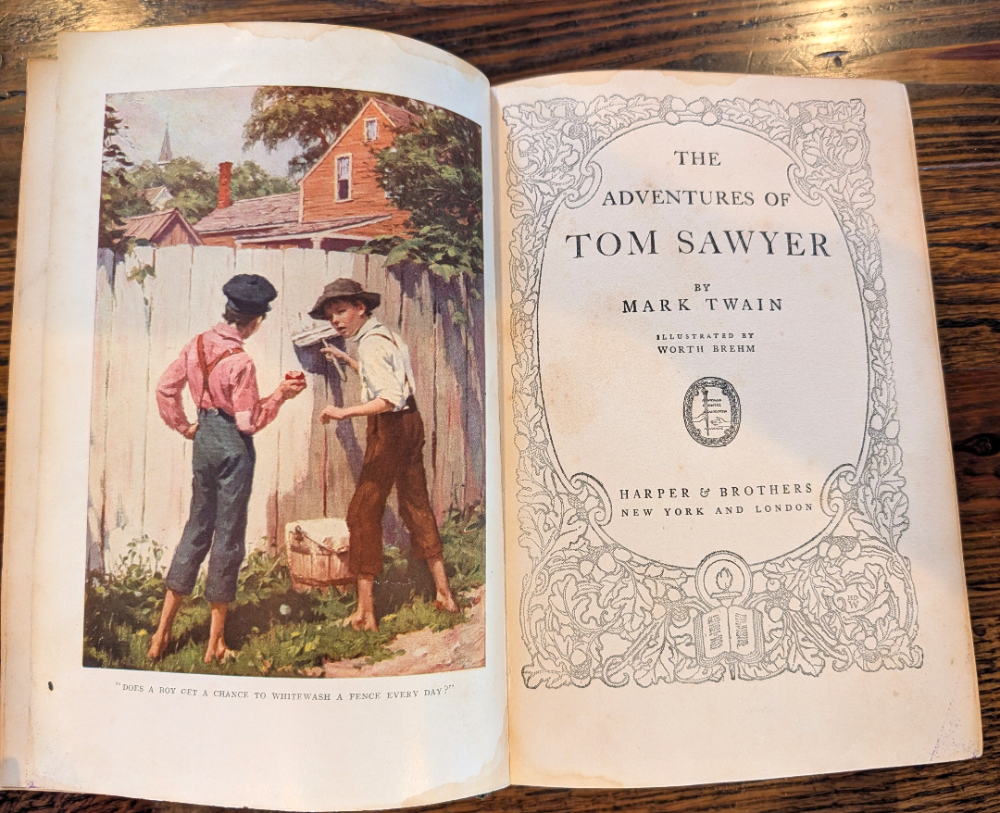 "DOES A BOY GET A CHANCE TO WHITEWASH A FENCE EVERY DAY?"
THE
ADVENTURES OF
TOM SAWYER
BY
MARK TWAIN
ILLUSTRATED BY
WORTH BREHM
HARPER & BROTHERS
NEW YORK AND LONDON